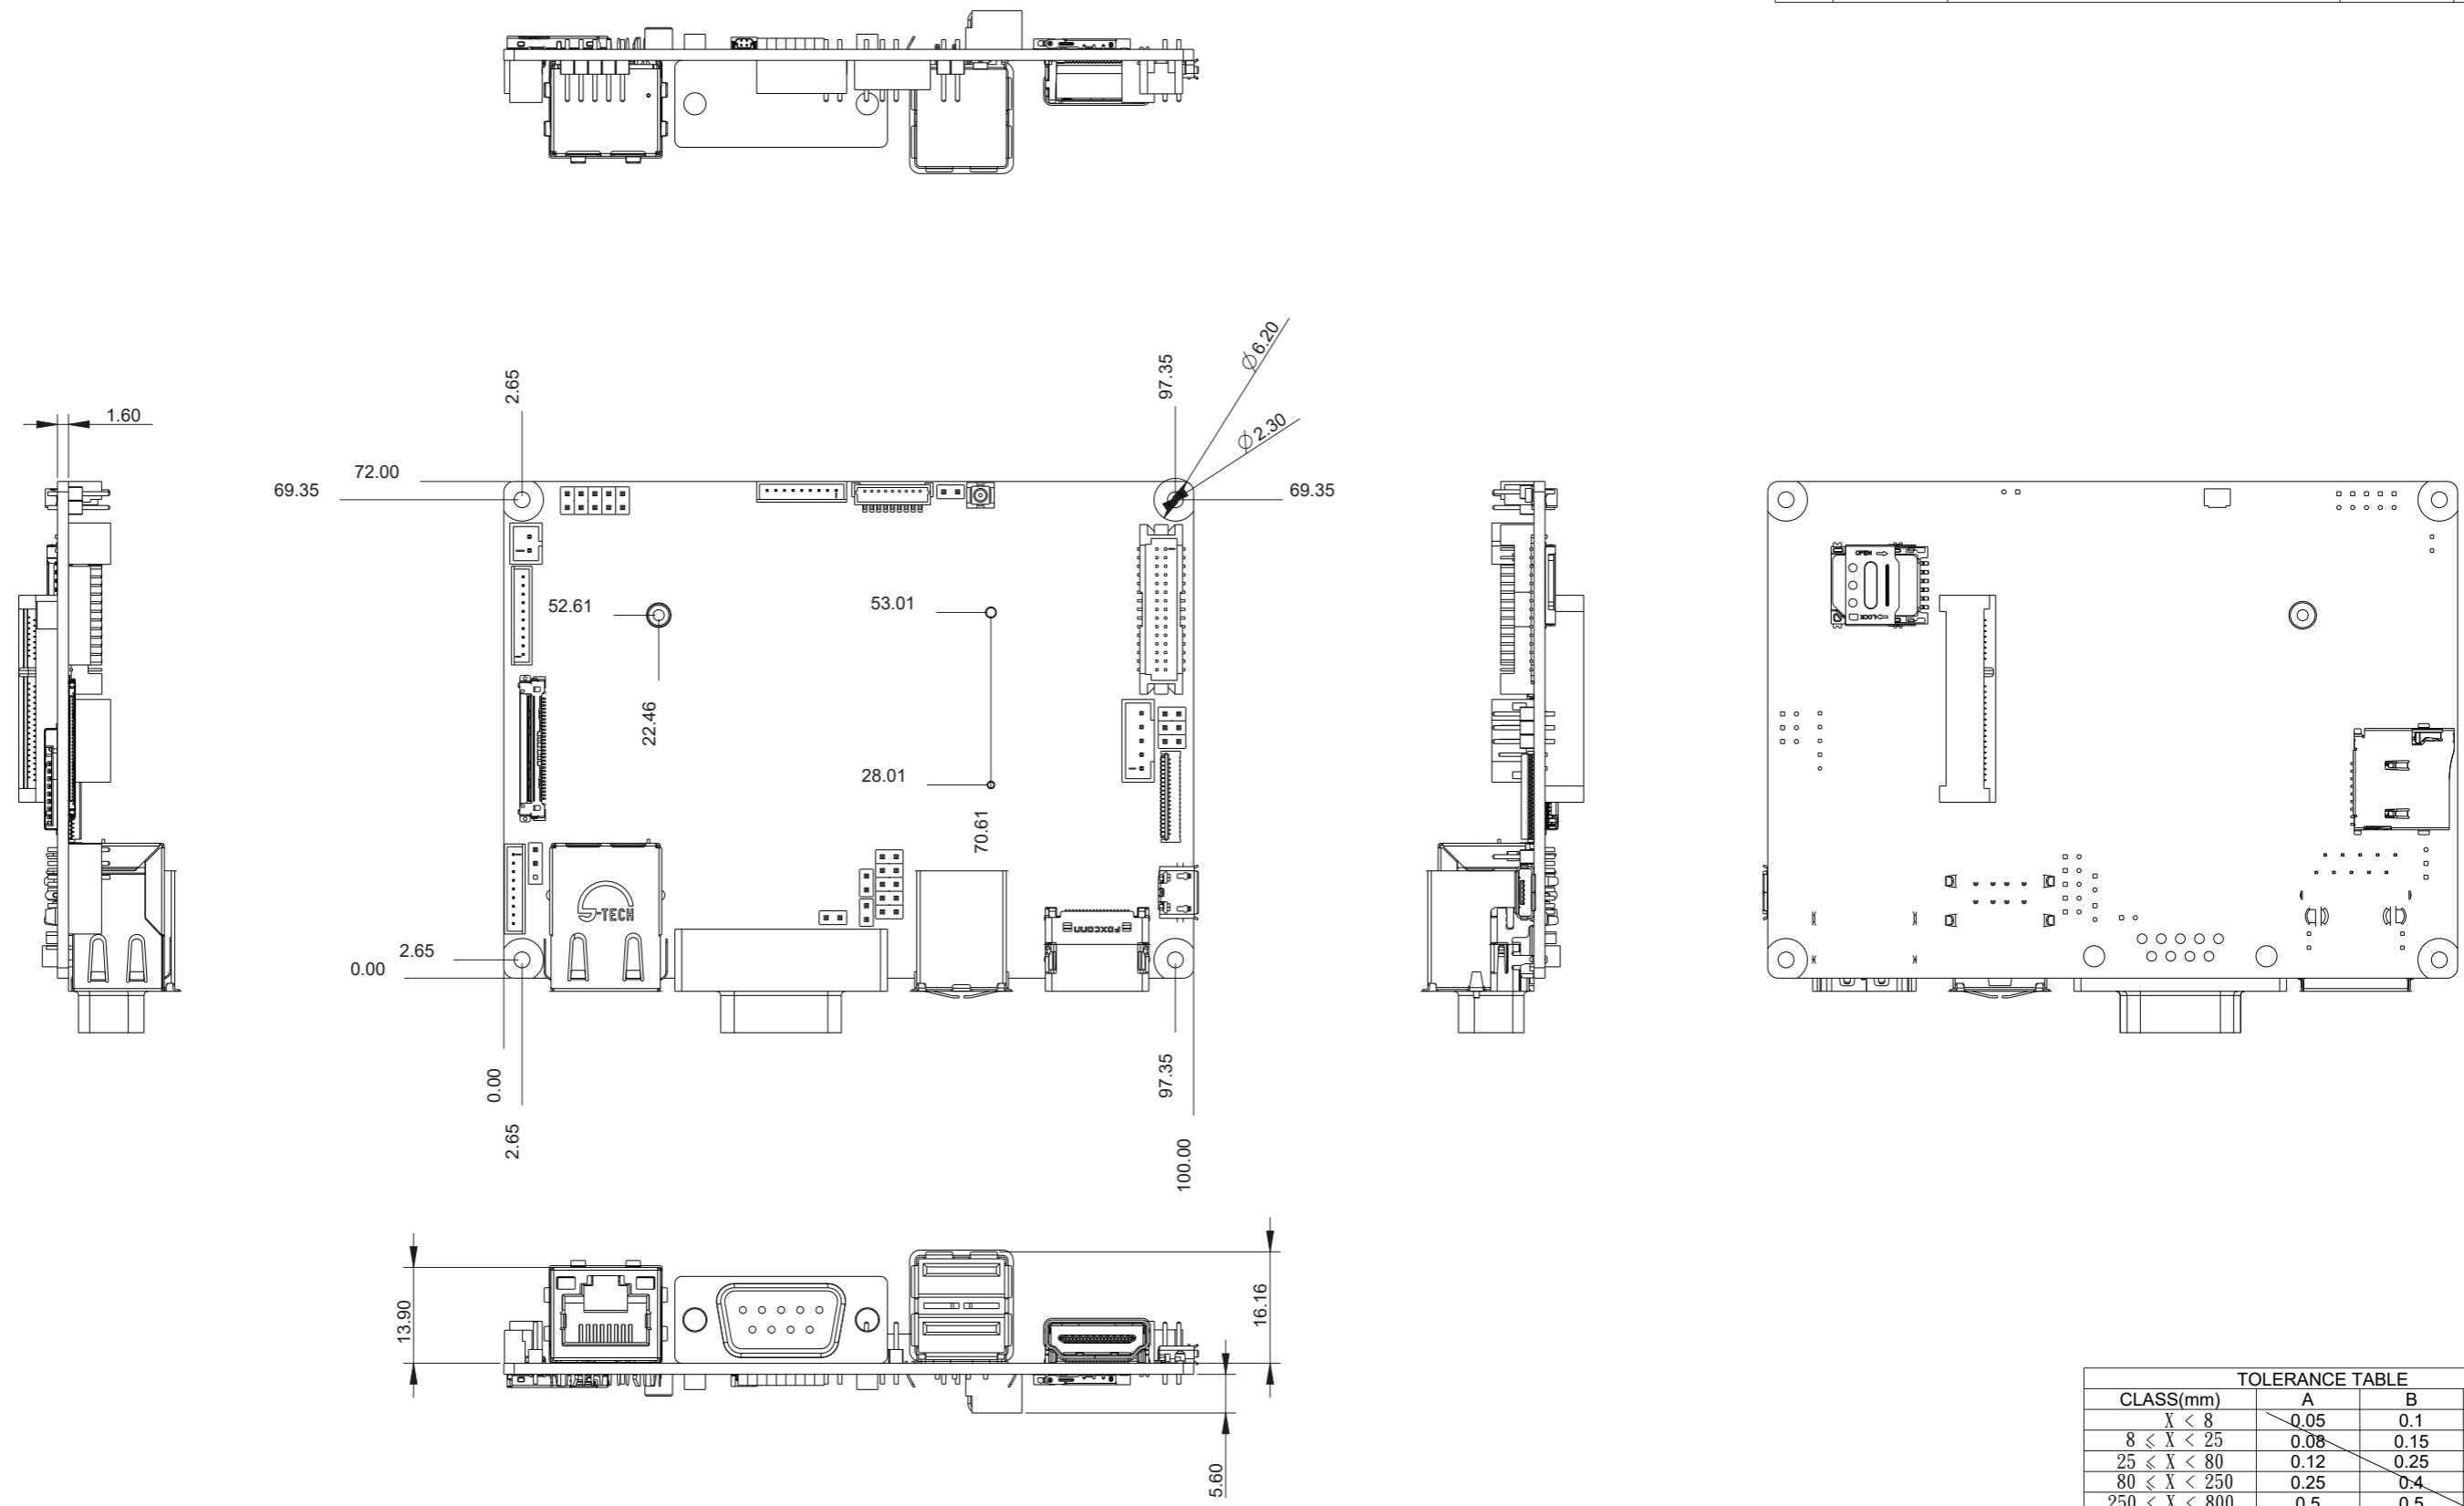 6.20
2.65
97.35
1.60
2.30
72.00
69.35
69.35
OPEN
LOCK
52.61
53.01
22.46
28.01
70.61
S-TECH
FOXCONN
2.65
0.00
0.00
97.35
2.65
100.00
13.90
16.16
5.60
TOLERANCE TABLE
CLASS(mm) A B
X < 8 0.05 0.1
8 ⩽ X < 25 0.08 0.15
25 ⩽ X < 80 0.12 0.25
80 ⩽ X < 250 0.25 0.4
250 ⩽ X < 800 0.5 0.5